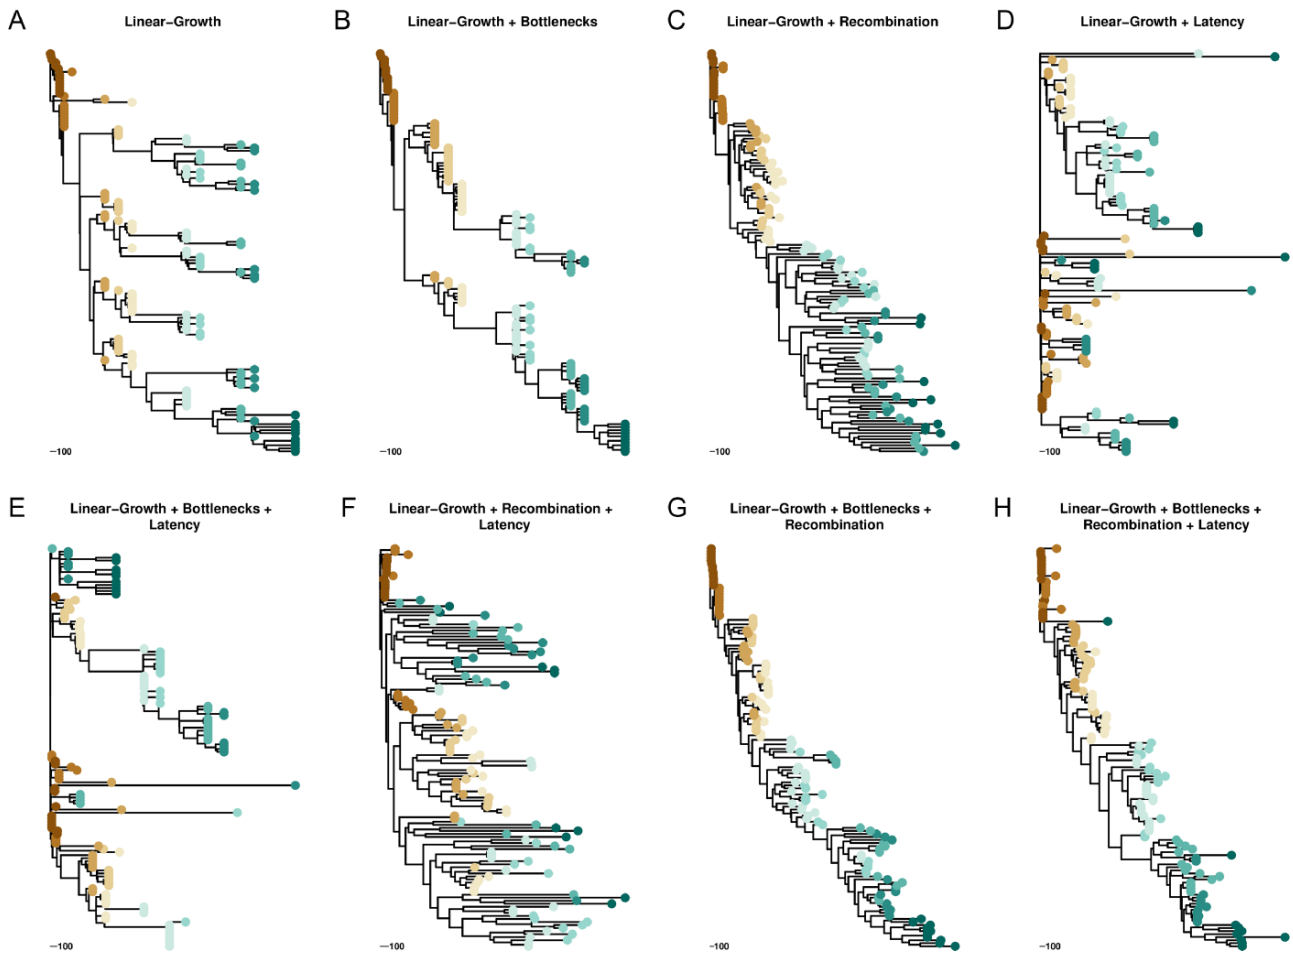 A Linear−Growth
B Linear−Growth + Bottlenecks
C Linear−Growth + Recombination
D Linear−Growth + Latency
−100
−100
−100
−100
E Linear−Growth + Bottlenecks +
Latency
F Linear−Growth + Recombination +
Latency
G Linear−Growth + Bottlenecks +
Recombination
H Linear−Growth + Bottlenecks +
Recombination + Latency
−100
−100
−100
−100